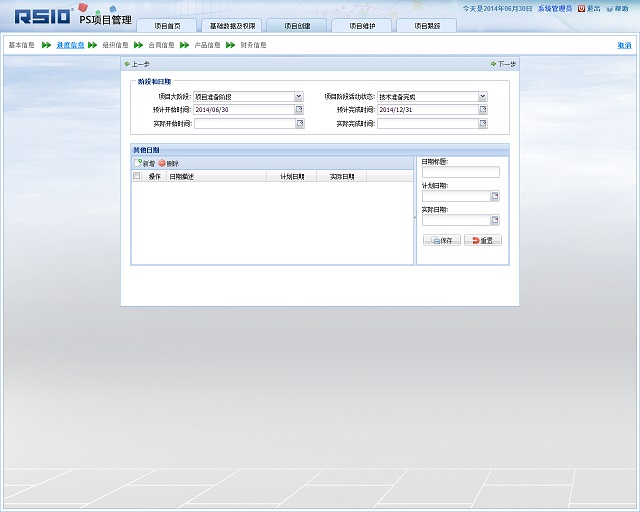 RSIO PS项目管理
今天是2014年06月30日 系统管理员 退出 帮助
项目首页 基础数据及权限 项目创建 项目维护 项目跟踪
基本信息 进度信息 组织信息 合同信息 产品信息 财务信息 取消
上一步 下一步
阶段和日期
项目大阶段: 项目准备阶段 项目阶段活动状态: 技术准备完成
预计开始时间: 2014/06/30 预计完成时间: 2014/12/31
实际开始时间: 实际完成时间:
其他日期
新增 删除
操作 日期描述 计划日期 实际日期
日期标题:
计划日期:
实际日期:
保存 重置